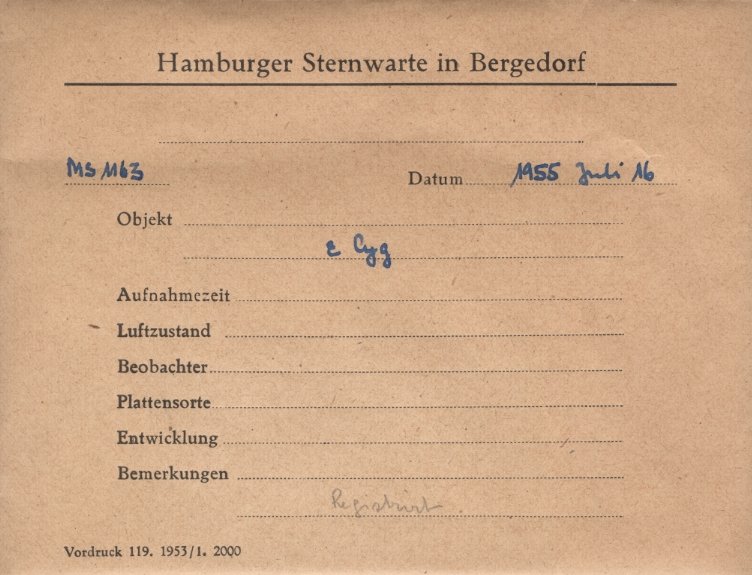 Hamburger Sternwarte in Bergedorf
MS 1163 Datum 1955 Juli 16
Objekt
ε Cyg
Aufnahmezeit
Luftzustand
Beobachter
Plattensorte
Entwicklung
Bemerkungen
Registriert
Vordruck 119. 1953/1. 2000